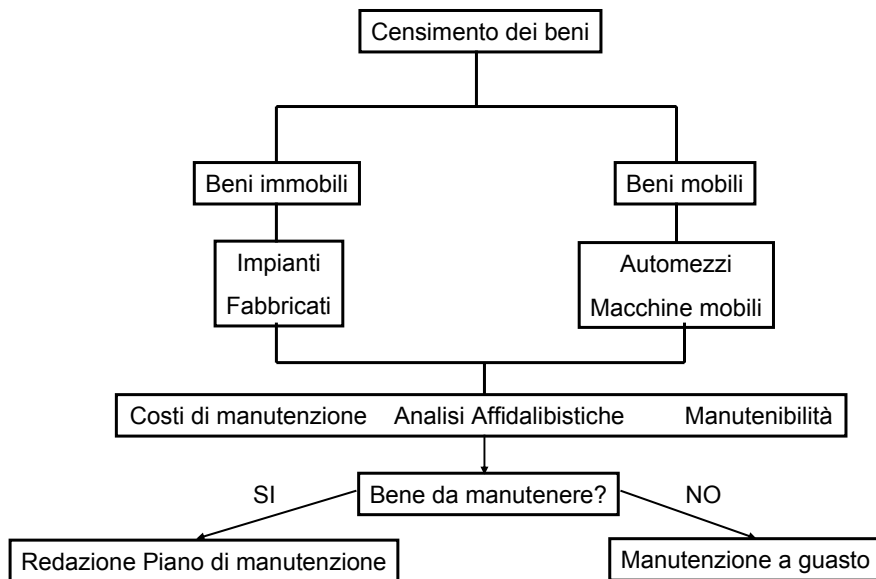 Censimento dei beni
Beni immobili
Beni mobili
Impianti
Fabbricati
Automezzi
Macchine mobili
Costi di manutenzione Analisi Affidalibistiche Manutenibilità
Bene da manutenere?
SI
NO
Redazione Piano di manutenzione
Manutenzione a guasto